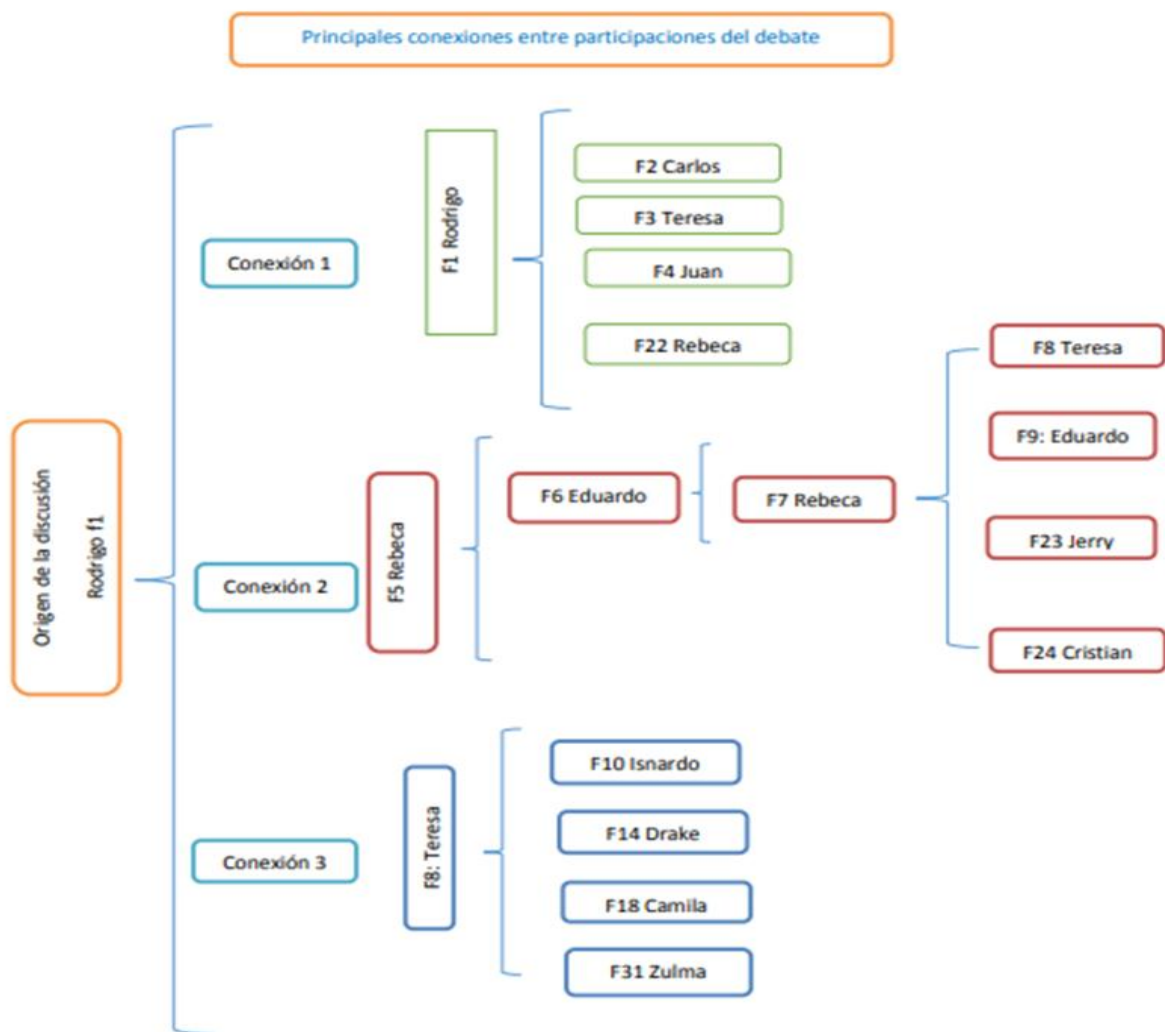 Principales conexiones entre participaciones del debate
Origen de la discusión
Rodrigo f1
Conexión 1
F1 Rodrigo
F2 Carlos
F3 Teresa
F4 Juan
F22 Rebeca
Conexión 2
F5 Rebeca
F6 Eduardo
F7 Rebeca
F8 Teresa
F9: Eduardo
F23 Jerry
F24 Cristian
Conexión 3
F8: Teresa
F10 Isnardo
F14 Drake
F18 Camila
F31 Zulma